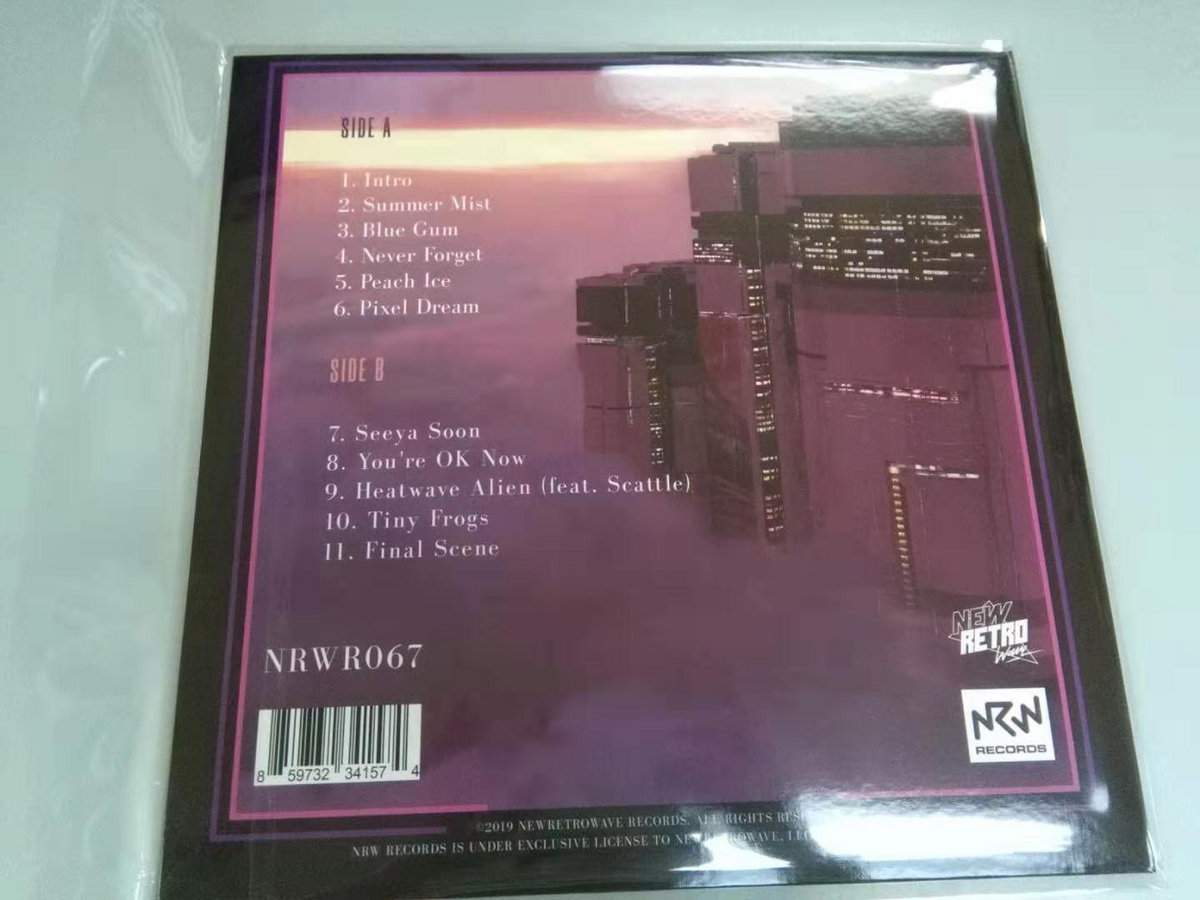 SIDE A
1. Intro
2. Summer Mist
3. Blue Gum
4. Never Forget
5. Peach Ice
6. Pixel Dream
SIDE B
7. Seeya Soon
8. You're OK Now
9. Heatwave Alien (feat. Scattle)
10. Tiny Frogs
11. Final Scene
NEW
RETRO
Wave
NRWR067
NRW
RECORDS
8 59732 34157 4
©2019 NEWRETROWAVE RECORDS. ALL RIGHTS
NRW RECORDS IS UNDER EXCLUSIVE LICENSE TO NEWRETROWAVE, LLC